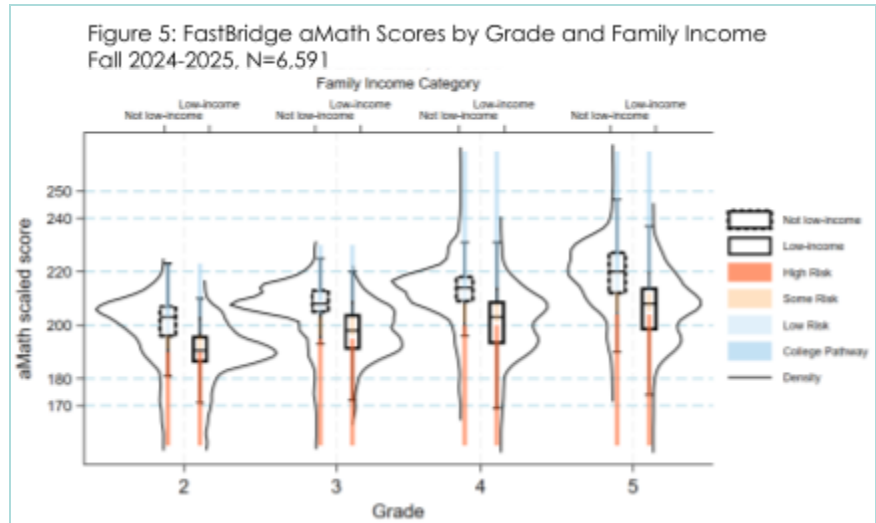 Figure 5: FastBridge aMath Scores by Grade and Family Income
Fall 2024-2025, N=6,591
Family Income Category
Low-income Low-income Low-income Low-income
Not low-income Not low-income Not low-income Not low-income
250
240
220
200
180
170
aMath scaled score
2 3 4 5
Grade
Not low-income
Low-income
High Risk
Some Risk
Low Risk
College Pathway
Density